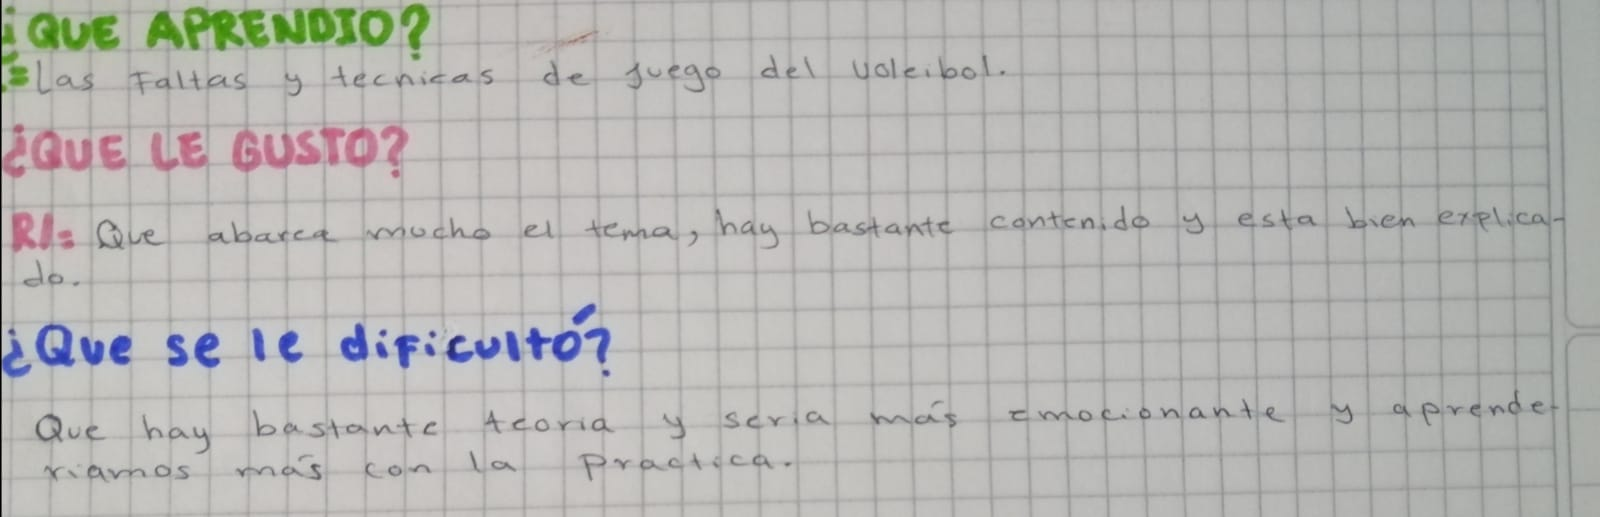 ¿QUE APRENDIO?
=Las Faltas y tecnicas de juego del voleibol.
¿QUE LE GUSTO?
R/= Que abarca mucho el tema, hay bastante contenido y esta bien explica-
do.
¿Que se le dificultó?
Que hay bastante teoria y seria más emocionante y aprende-
riamos más con la practica.